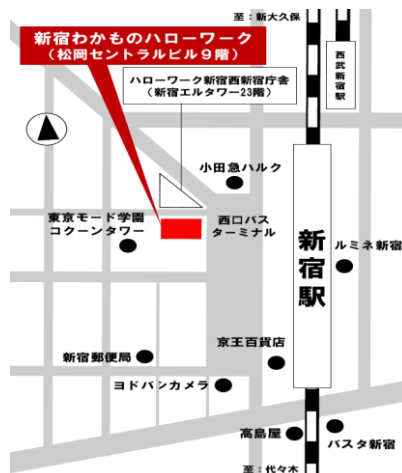 至：新大久保
新宿わかものハローワーク
（松岡セントラルビル９階）
西武新宿駅
ハローワーク新宿西新宿庁舎
（新宿エルタワー23階）
小田急ハルク
東京モード学園
コクーンタワー
西口バス
ターミナル
新宿駅
ルミネ新宿
京王百貨店
新宿郵便局
ヨドバシカメラ
高島屋
バスタ新宿
至：代々木